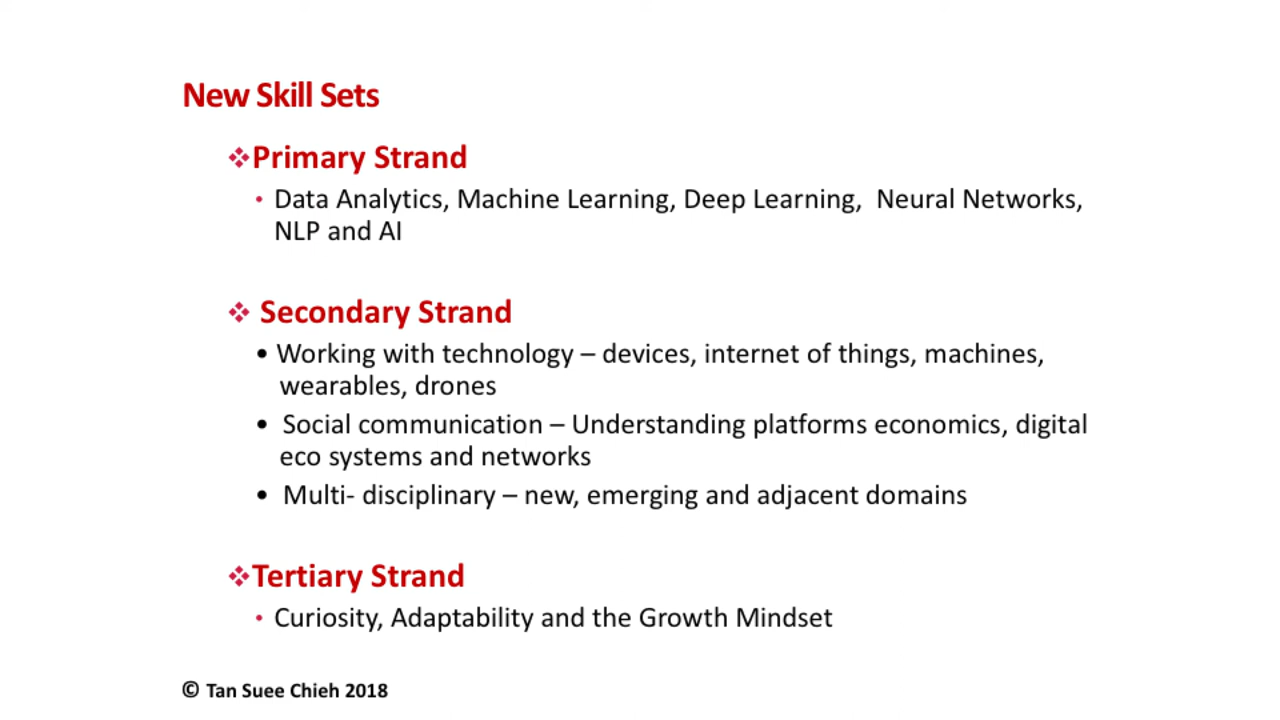 New Skill Sets
❖Primary Strand
• Data Analytics, Machine Learning, Deep Learning,  Neural Networks,
NLP and AI
❖ Secondary Strand
• Working with technology – devices, internet of things, machines,
wearables, drones
• Social communication – Understanding platforms economics, digital
eco systems and networks
• Multi- disciplinary – new, emerging and adjacent domains
❖Tertiary Strand
• Curiosity, Adaptability and the Growth Mindset
© Tan Suee Chieh 2018